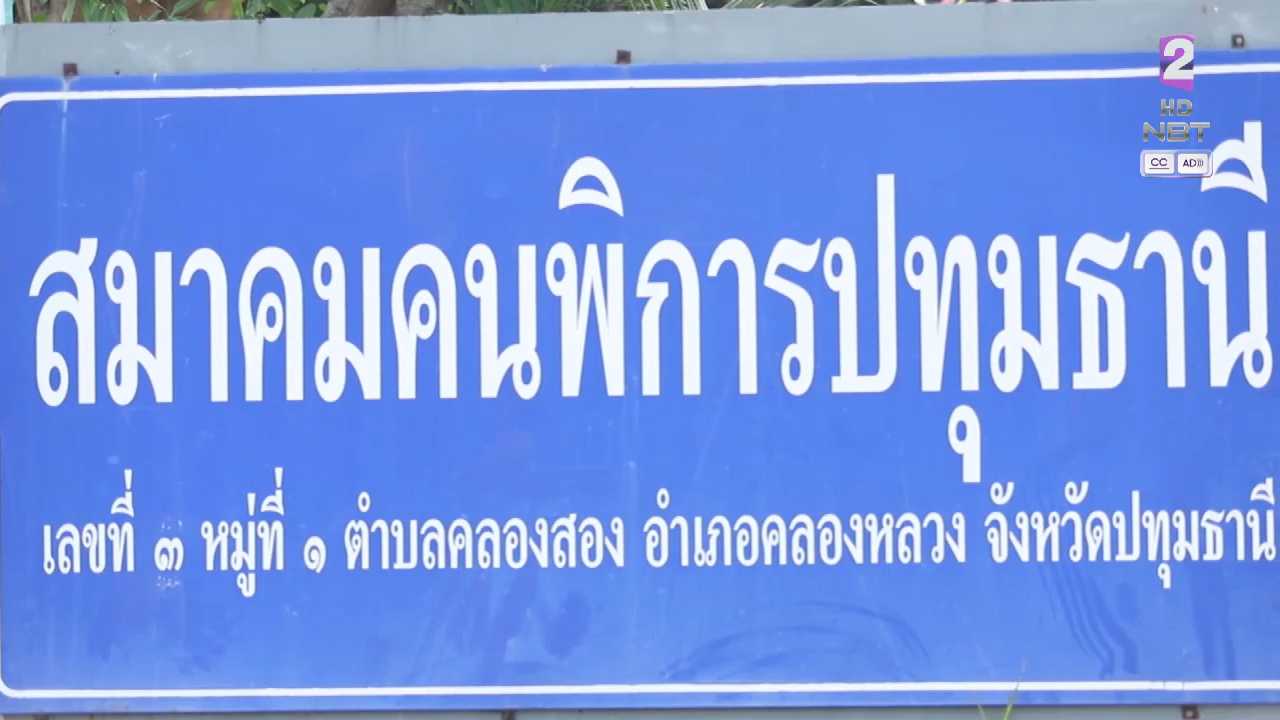 2
HD
NBT
CC AD
สมาคมคนพิการปทุมธานี
เลขที่ ๓ หมู่ที่ ๑ ตำบลคลองสอง อำเภอคลองหลวง จังหวัดปทุมธานี